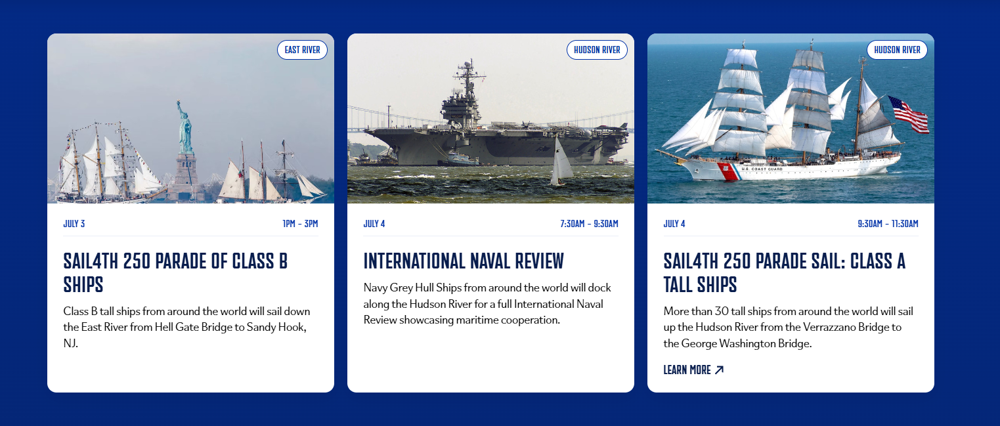 EAST RIVER
JULY 3 1PM – 3PM
SAIL4TH 250 PARADE OF CLASS B
SHIPS
Class B tall ships from around the world will sail down
the East River from Hell Gate Bridge to Sandy Hook,
NJ.
HUDSON RIVER
JULY 4 7:30AM – 9:30AM
INTERNATIONAL NAVAL REVIEW
Navy Grey Hull Ships from around the world will dock
along the Hudson River for a full International Naval
Review showcasing maritime cooperation.
HUDSON RIVER
U.S. COAST GUARD
JULY 4 9:30AM – 11:30AM
SAIL4TH 250 PARADE SAIL: CLASS A
TALL SHIPS
More than 30 tall ships from around the world will sail
up the Hudson River from the Verrazzano Bridge to
the George Washington Bridge.
LEARN MORE